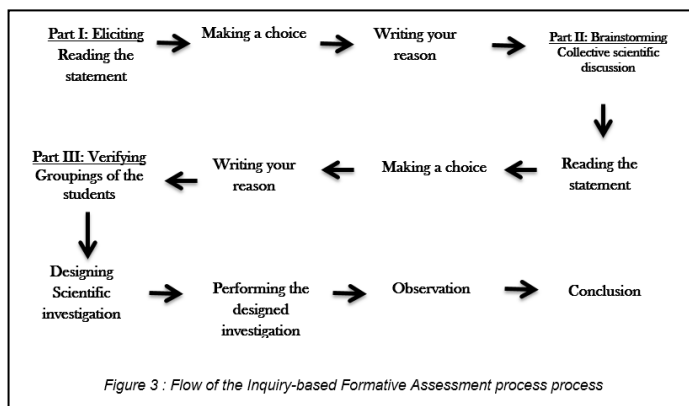 Part I: Eliciting
Reading the
statement
Making a choice
Writing your
reason
Part II: Brainstorming
Collective scientific
discussion
Reading the
statement
Making a choice
Writing your
reason
Part III: Verifying
Groupings of the
students
Designing
Scientific
investigation
Performing the
designed
investigation
Observation
Conclusion
Figure 3 : Flow of the Inquiry-based Formative Assessment process process